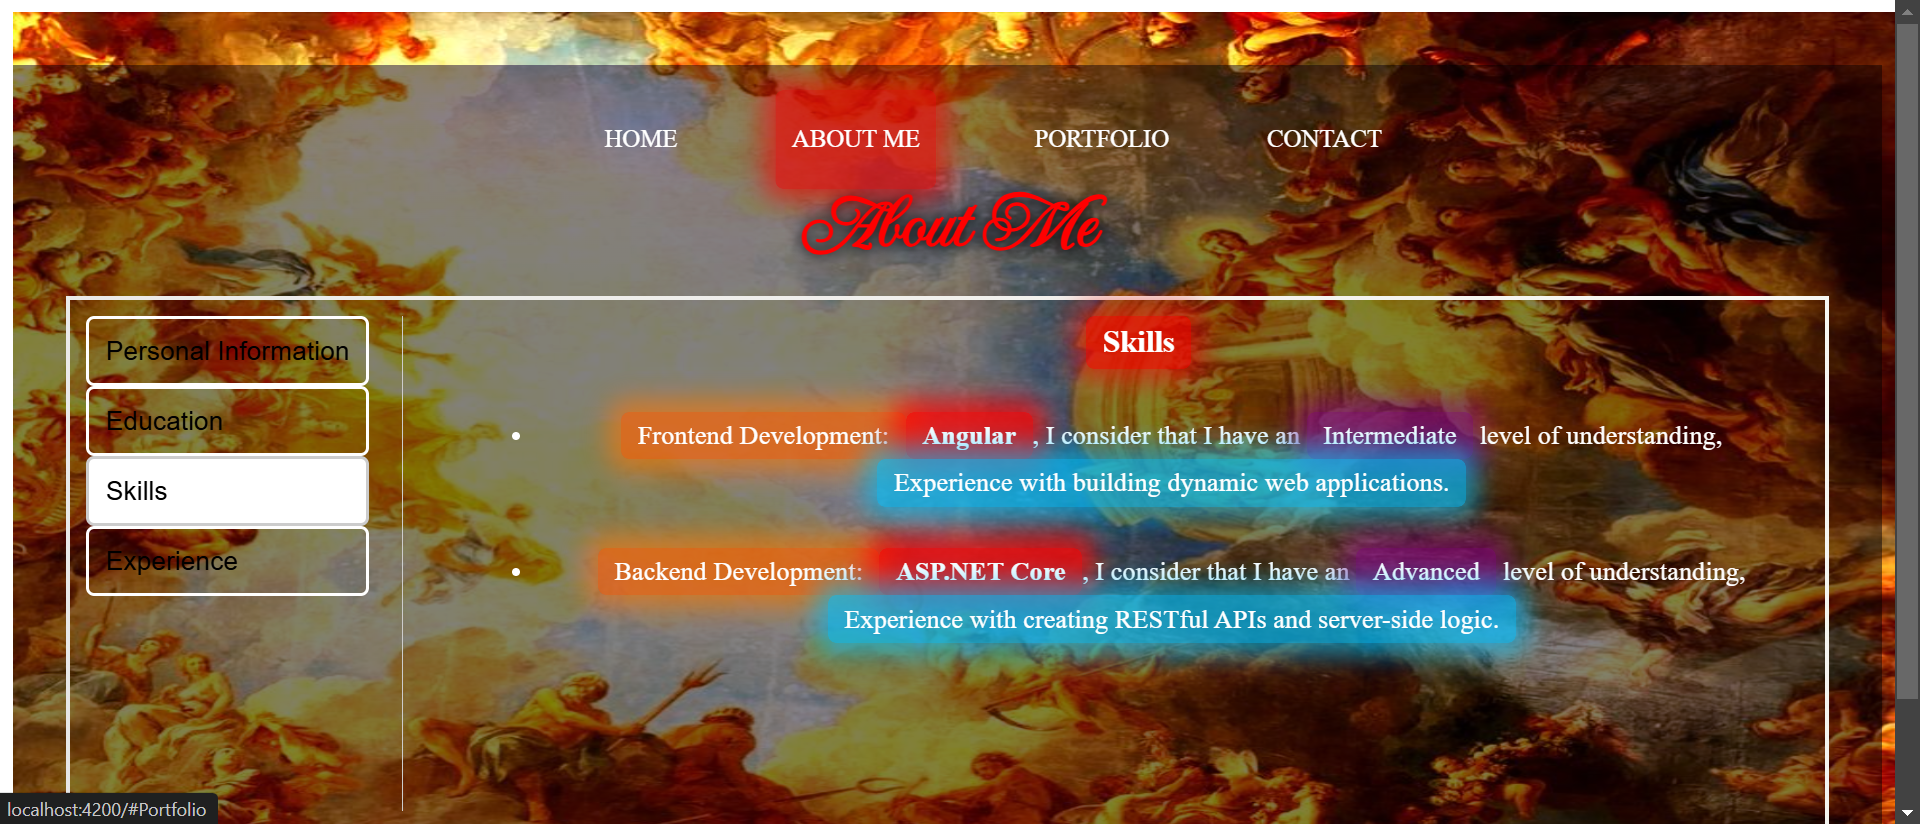 HOME ABOUT ME PORTFOLIO CONTACT
About Me
Personal Information
Education
Skills
Experience
Skills
• Frontend Development: Angular , I consider that I have an Intermediate level of understanding,
Experience with building dynamic web applications.
• Backend Development: ASP.NET Core , I consider that I have an Advanced level of understanding,
Experience with creating RESTful APIs and server-side logic.
localhost:4200/#Portfolio